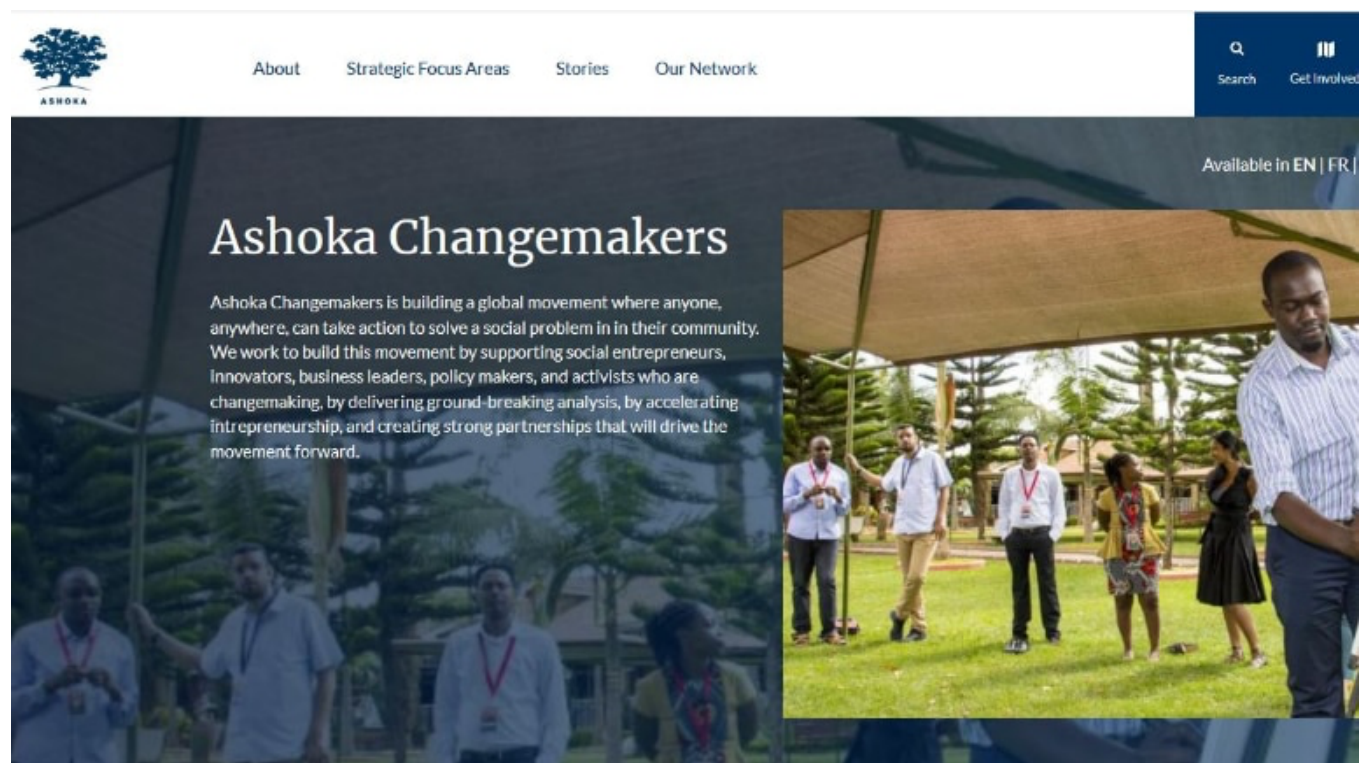 ASHOKA
About
Strategic Focus Areas
Stories
Our Network
Search
Get Involved
Available in EN | FR |
Ashoka Changemakers
Ashoka Changemakers is building a global movement where anyone,
anywhere, can take action to solve a social problem in in their community.
We work to build this movement by supporting social entrepreneurs,
innovators, business leaders, policy makers, and activists who are
changemaking, by delivering ground-breaking analysis, by accelerating
intrepreneurship, and creating strong partnerships that will drive the
movement forward.